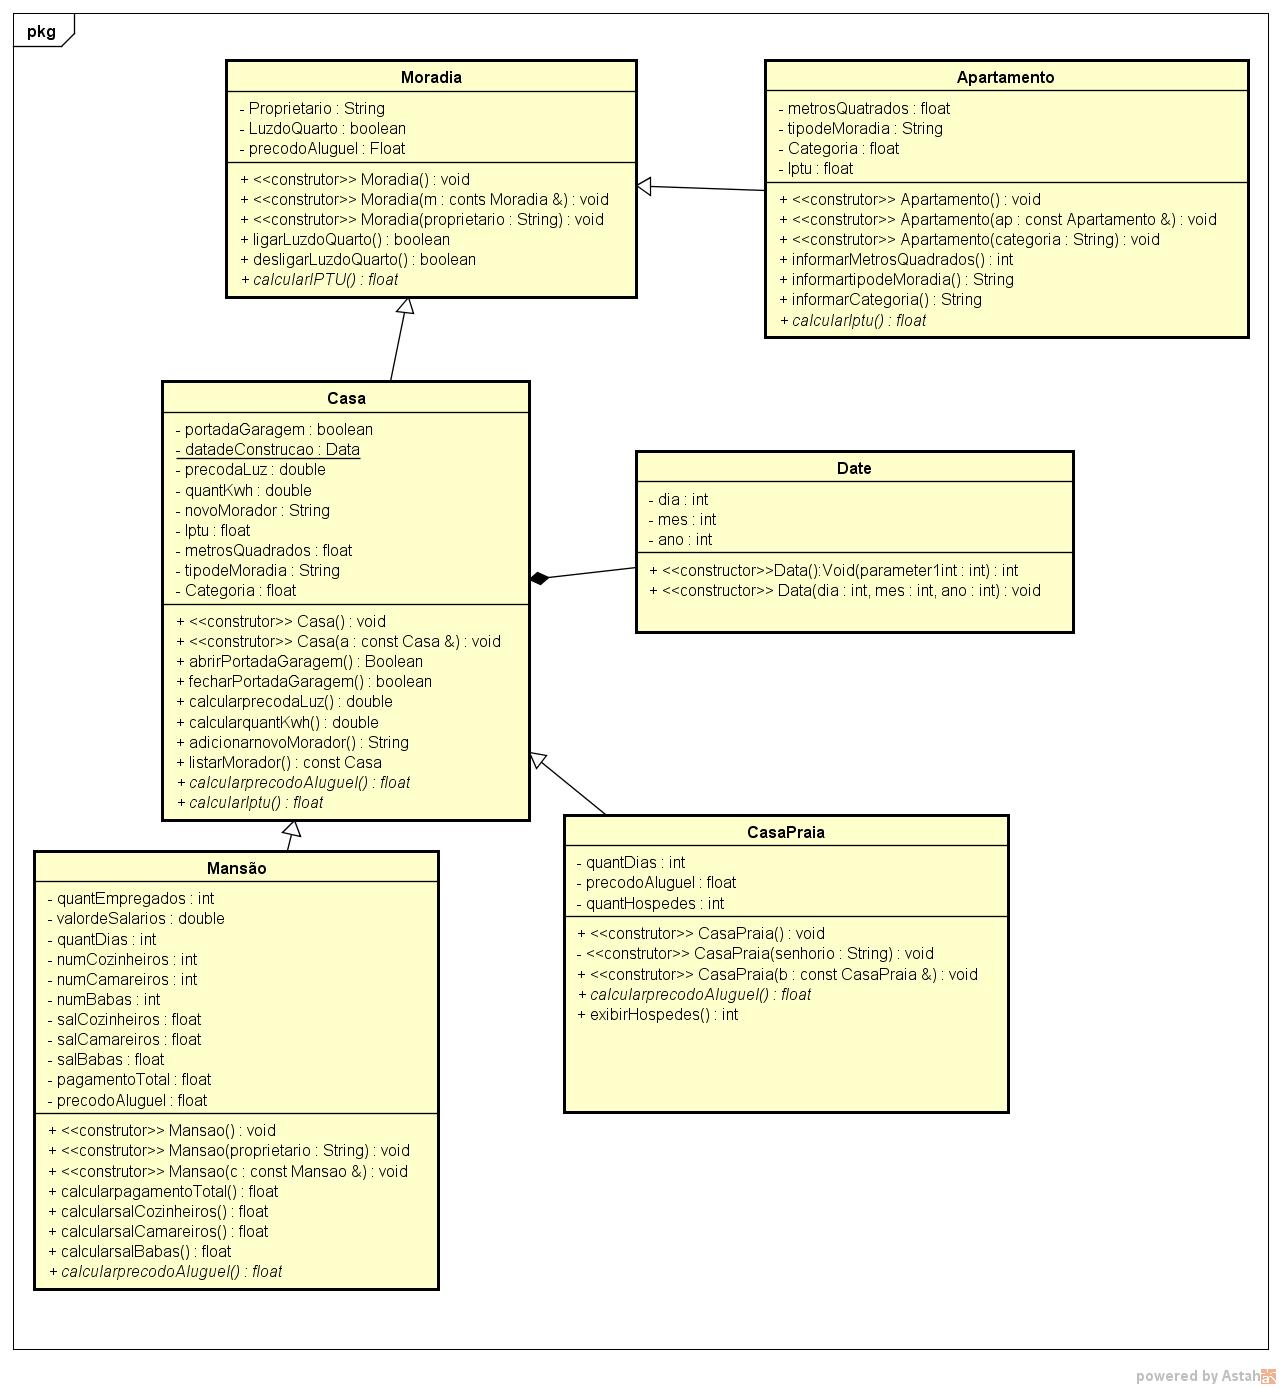 pkg
Moradia
- Proprietario : String
- LuzdoQuarto : boolean
- precodoAluguel : Float
+ <<construtor>> Moradia() : void
+ <<construtor>> Moradia(m : conts Moradia &) : void
+ <<construtor>> Moradia(proprietario : String) : void
+ ligarLuzdoQuarto() : boolean
+ desligarLuzdoQuarto() : boolean
+ calcularIPTU() : float
Apartamento
- metrosQuatrados : float
- tipodeMoradia : String
- Categoria : float
- Iptu : float
+ <<construtor>> Apartamento() : void
+ <<construtor>> Apartamento(ap : const Apartamento &) : void
+ <<construtor>> Apartamento(categoria : String) : void
+ informarMetrosQuadrados() : int
+ informartipodeMoradia() : String
+ informarCategoria() : String
+ calcularIptu() : float
Casa
- portadaGaragem : boolean
- datadeConstrucao : Data
- precodaLuz : double
- quantKwh : double
- novoMorador : String
- Iptu : float
- metrosQuadrados : float
- tipodeMoradia : String
- Categoria : float
+ <<construtor>> Casa() : void
+ <<construtor>> Casa(a : const Casa &) : void
+ abrirPortadaGaragem() : Boolean
+ fecharPortadaGaragem() : boolean
+ calcularprecodaLuz() : double
+ calcularquantKwh() : double
+ adicionarnovoMorador() : String
+ listarMorador() : const Casa
+ calcularprecodoAluguel() : float
+ calcularIptu() : float
Date
- dia : int
- mes : int
- ano : int
+ <<constructor>>Data():Void(parameter1int : int) : int
+ <<constructor>> Data(dia : int, mes : int, ano : int) : void
CasaPraia
- quantDias : int
- precodoAluguel : float
- quantHospedes : int
+ <<construtor>> CasaPraia() : void
- <<construtor>> CasaPraia(senhorio : String) : void
+ <<construtor>> CasaPraia(b : const CasaPraia &) : void
+ calcularprecodoAluguel() : float
+ exibirHospedes() : int
Mansão
- quantEmpregados : int
- valordeSalarios : double
- quantDias : int
- numCozinheiros : int
- numCamareiros : int
- numBabas : int
- salCozinheiros : float
- salCamareiros : float
- salBabas : float
- pagamentoTotal : float
- precodoAluguel : float
+ <<construtor>> Mansao() : void
+ <<construtor>> Mansao(proprietario : String) : void
+ <<construtor>> Mansao(c : const Mansao &) : void
+ calcularpagamentoTotal() : float
+ calcularsalCozinheiros() : float
+ calcularsalCamareiros() : float
+ calcularsalBabas() : float
+ calcularprecodoAluguel() : float
powered by Astah